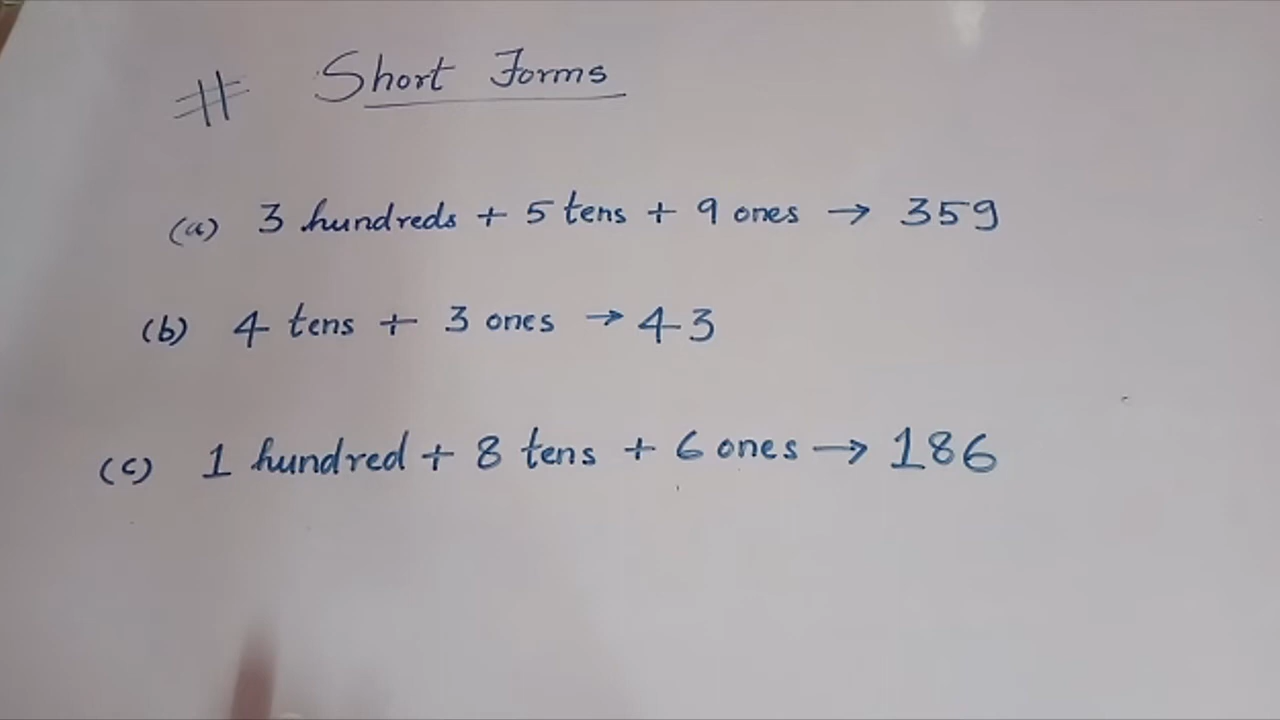 # Short Forms
(a) 3 hundreds + 5 tens + 9 ones → 359
(b) 4 tens + 3 ones → 43
(c) 1 hundred + 8 tens + 6 ones → 186